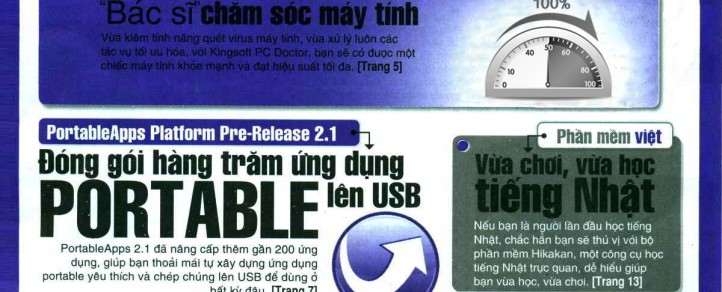 "Bác sĩ" chăm sóc máy tính
Vừa kiêm tính năng quét virus máy tính, vừa xử lý luôn các
tác vụ tối ưu hóa, với Kingsoft PC Doctor, bạn sẽ có được một
chiếc máy tính khỏe mạnh và đạt hiệu suất tối đa. [Trang 5]
100%
10
40
50
60
80
0
100
PortableApps Platform Pre-Release 2.1
Đóng gói hàng trăm ứng dụng
PORTABLE lên USB
PortableApps 2.1 đã nâng cấp thêm gần 200 ứng
dụng, giúp bạn thoải mái tự xây dựng ứng dụng
portable yêu thích và chép chúng lên USB để dùng ở
bất kỳ đâu. [Trang 7]
Phần mềm việt
Vừa chơi, vừa học
tiếng Nhật
Nếu bạn là người lần đầu học tiếng
Nhật, chắc hẳn bạn sẽ thú vị với bộ
phần mềm Hikakan, một công cụ học
tiếng Nhật trực quan, dễ hiểu giúp
bạn vừa học, vừa chơi. [Trang 13]